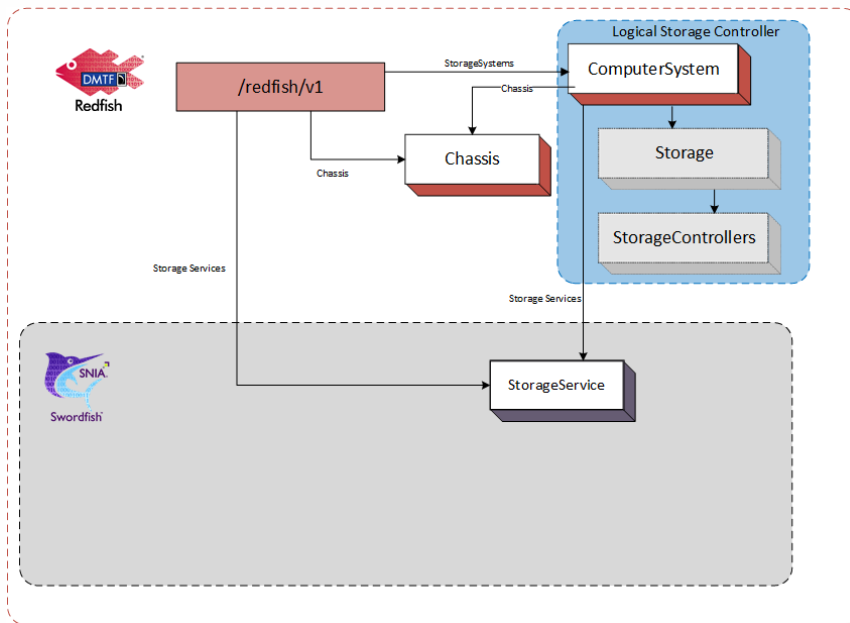 Logical Storage Controller
StorageSystems
ComputerSystem
DMTF
Redfish
/redfish/v1
Chassis
Chassis
Storage
Chassis
StorageControllers
Storage Services
Storage Services
SNIA
StorageService
Swordfish